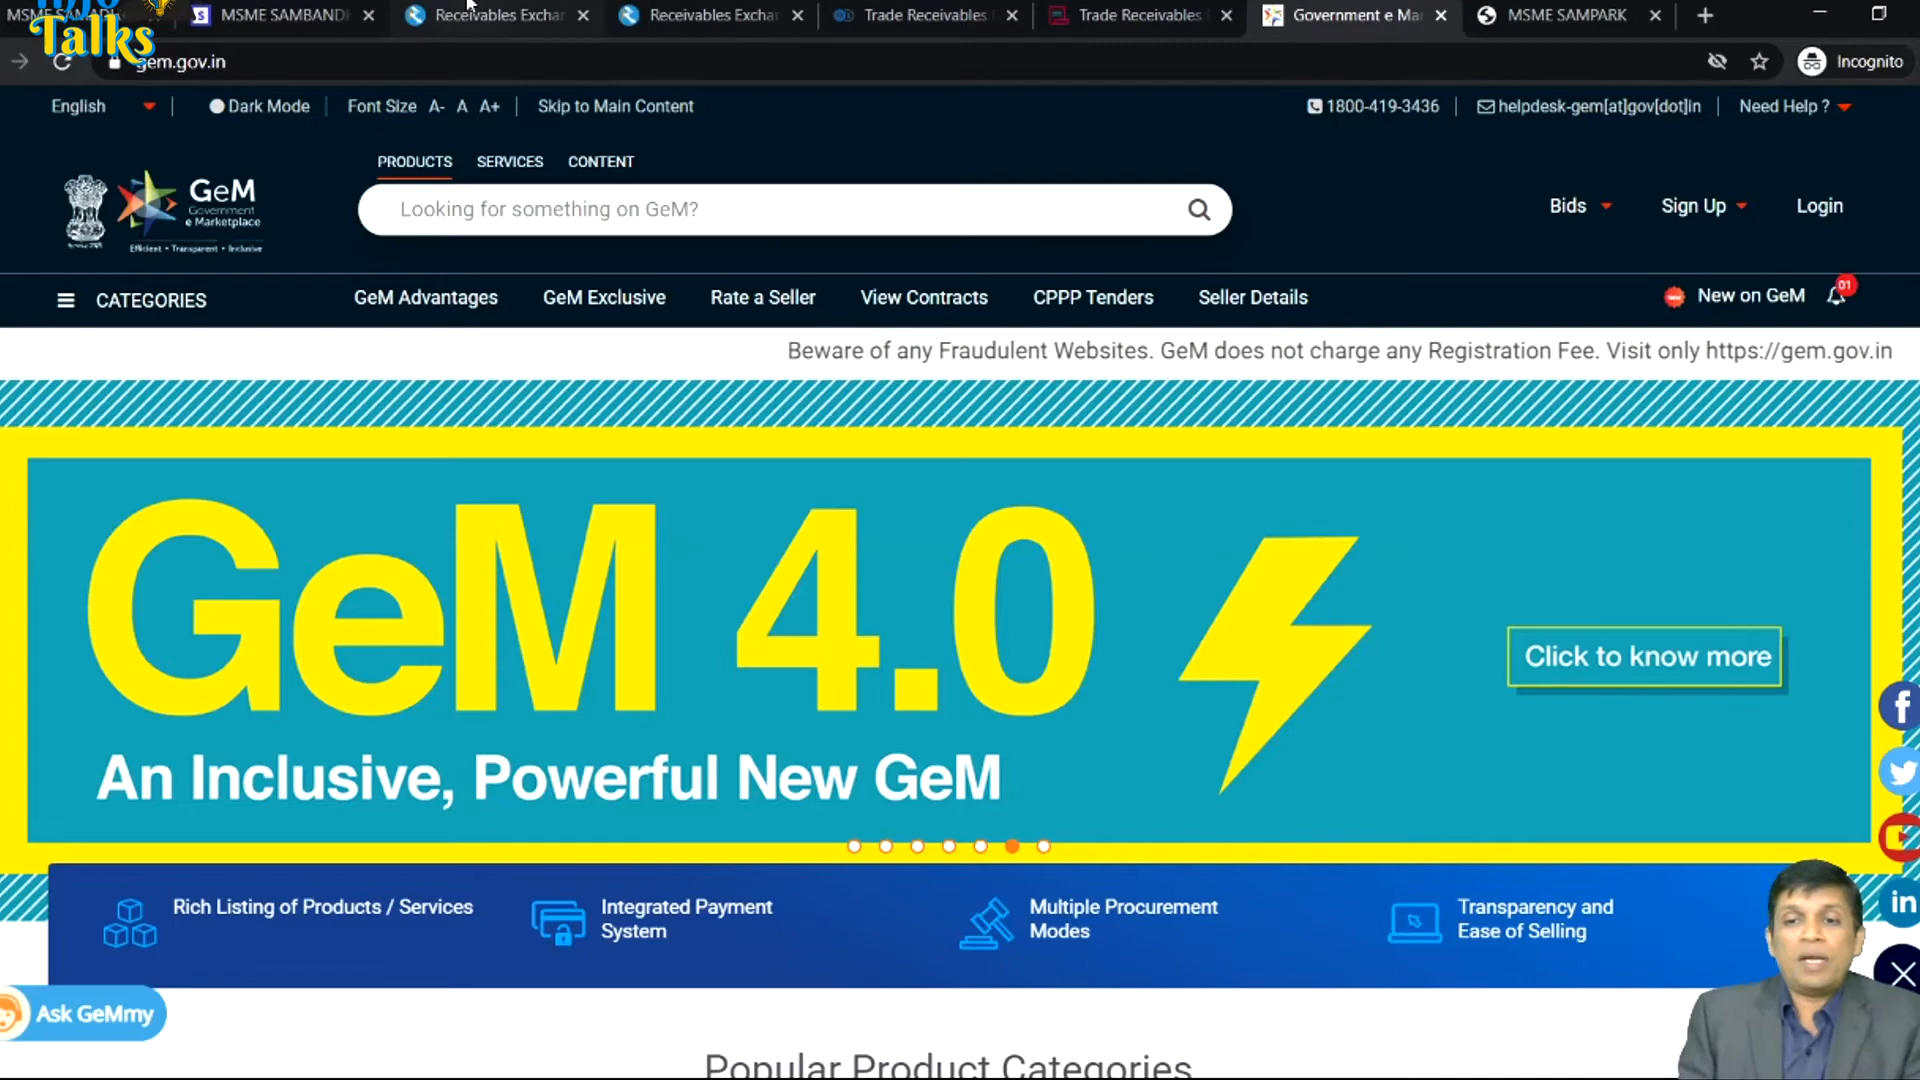 Talks
MSME SAMBANDH
Receivables Exchan
Receivables Exchan
Trade Receivables
Trade Receivables
Government e Mar
MSME SAMPARK
gem.gov.in
Incognito
English
Dark Mode
Font Size A- A A+
Skip to Main Content
1800-419-3436
helpdesk-gem[at]gov[dot]in
Need Help ?
PRODUCTS SERVICES CONTENT
GeM
Government
e Marketplace
Efficient • Transparent • Inclusive
Looking for something on GeM?
Bids
Sign Up
Login
CATEGORIES
GeM Advantages
GeM Exclusive
Rate a Seller
View Contracts
CPPP Tenders
Seller Details
New on GeM
01
Beware of any Fraudulent Websites. GeM does not charge any Registration Fee. Visit only https://gem.gov.in
GeM 4.0
Click to know more
An Inclusive, Powerful New GeM
Rich Listing of Products / Services
Integrated Payment
System
Multiple Procurement
Modes
Transparency and
Ease of Selling
Ask GeMmy
Popular Product Categories